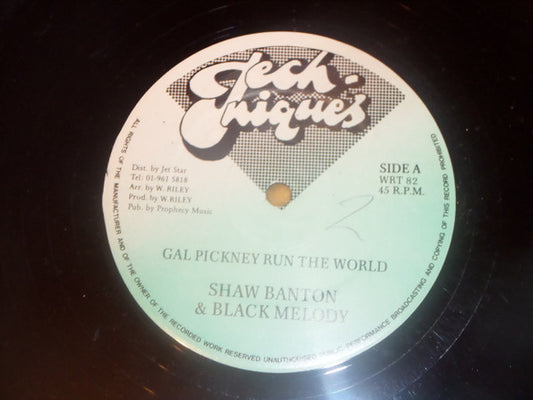 Tech-
niques
Dist. by Jet Star
Tel: 01-961 5818
Arr. by W. RILEY
Prod. by W.RILEY
Pub. by Prophecy Music
SIDE A
WRT 82
45 R.P.M.
2
GAL PICKNEY RUN THE WORLD
SHAW BANTON
& BLACK MELODY
ALL RIGHTS OF THE MANUFACTURER AND OF THE OWNER OF THE RECORDED WORK RESERVED UNAUTHORISED PUBLIC PERFORMANCE BROADCASTING AND COPYING OF THIS RECORD PROHIBITED